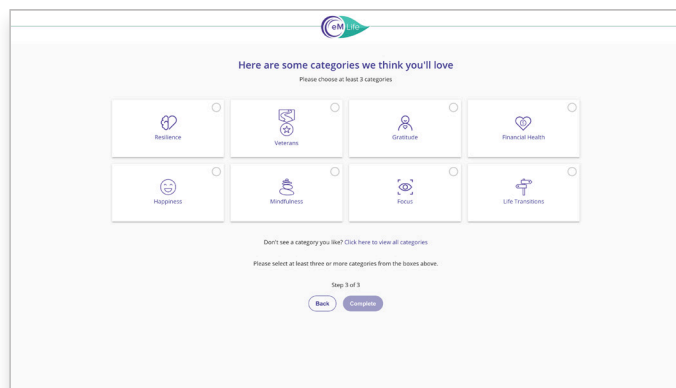 eM Life
Here are some categories we think you'll love
Please choose at least 3 categories
Resilience
Veterans
Gratitude
Financial Health
Happiness
Mindfulness
Focus
Life Transitions
Don't see a category you like? Click here to view all categories
Please select at least three or more categories from the boxes above.
Step 3 of 3
Back
Complete